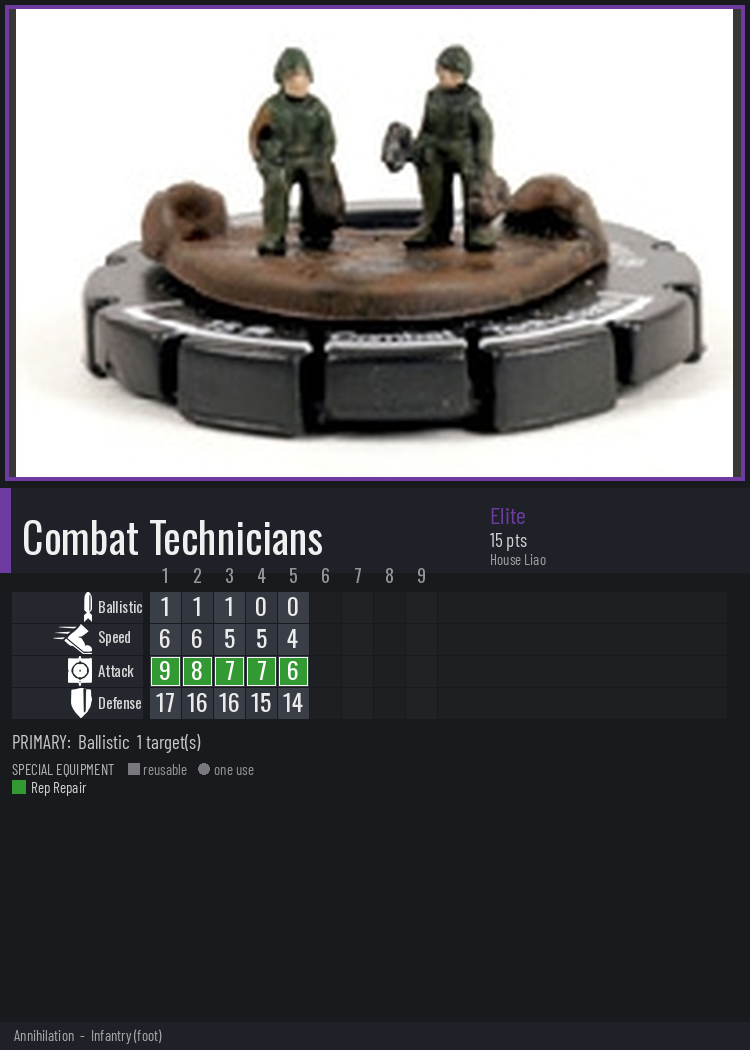 Combat
Combat Technicians
Elite
15 pts
House Liao
1 2 3 4 5 6 7 8 9
Ballistic 1 1 1 0 0
Speed 6 6 5 5 4
Attack 9 8 7 7 6
Defense 17 16 16 15 14
PRIMARY: Ballistic 1 target(s)
SPECIAL EQUIPMENT reusable one use
Rep Repair
Annihilation - Infantry (foot)